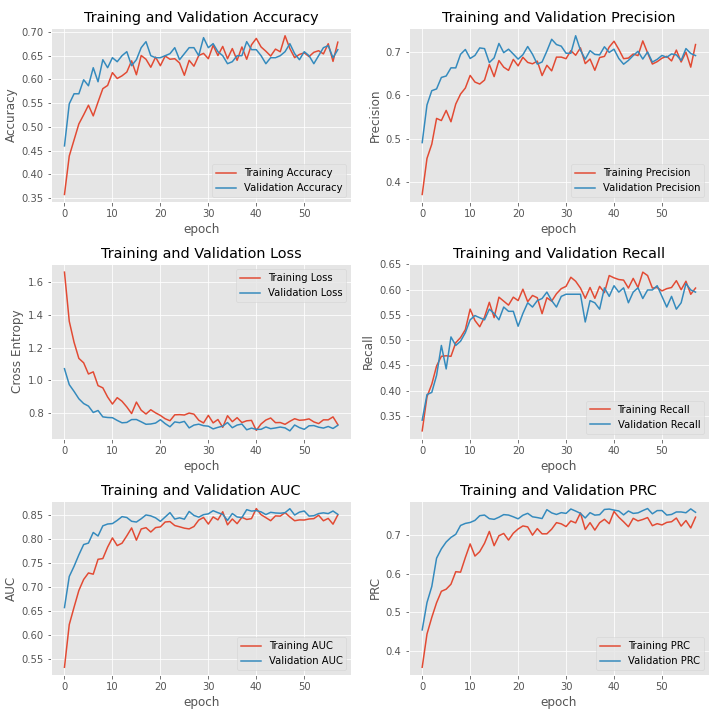 Training and Validation Accuracy
Accuracy
0.70
0.65
0.60
0.55
0.50
0.45
0.40
0.35
Training Accuracy
Validation Accuracy
0 10 20 30 40 50
epoch
Training and Validation Precision
Precision
0.7
0.6
0.5
0.4
Training Precision
Validation Precision
0 10 20 30 40 50
epoch
Training and Validation Loss
Cross Entropy
1.6
1.4
1.2
1.0
0.8
Training Loss
Validation Loss
0 10 20 30 40 50
epoch
Training and Validation Recall
Recall
0.65
0.60
0.55
0.50
0.45
0.40
0.35
Training Recall
Validation Recall
0 10 20 30 40 50
epoch
Training and Validation AUC
AUC
0.85
0.80
0.75
0.70
0.65
0.60
0.55
Training AUC
Validation AUC
0 10 20 30 40 50
epoch
Training and Validation PRC
PRC
0.7
0.6
0.5
0.4
Training PRC
Validation PRC
0 10 20 30 40 50
epoch